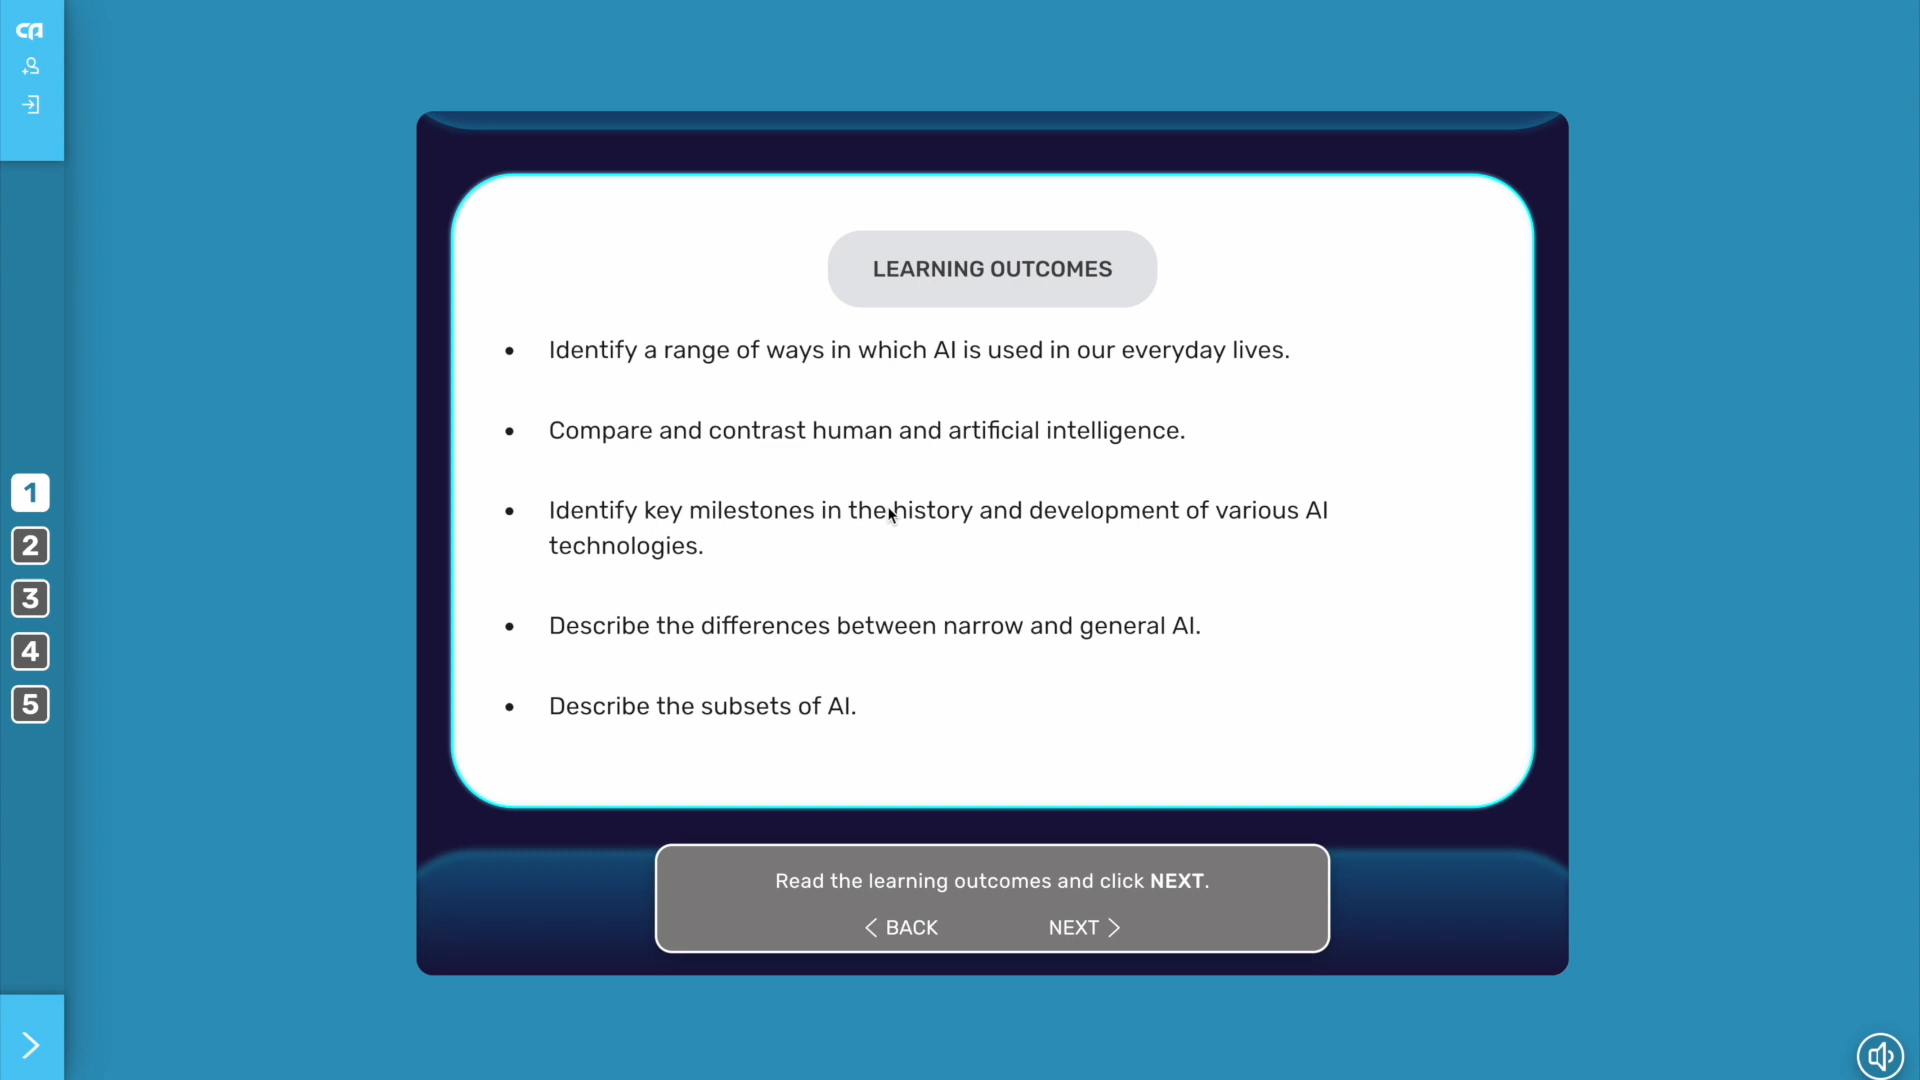 CA
1
2
3
4
5
LEARNING OUTCOMES
• Identify a range of ways in which AI is used in our everyday lives.
• Compare and contrast human and artificial intelligence.
• Identify key milestones in the history and development of various AI
technologies.
• Describe the differences between narrow and general AI.
• Describe the subsets of AI.
Read the learning outcomes and click NEXT.
BACK
NEXT